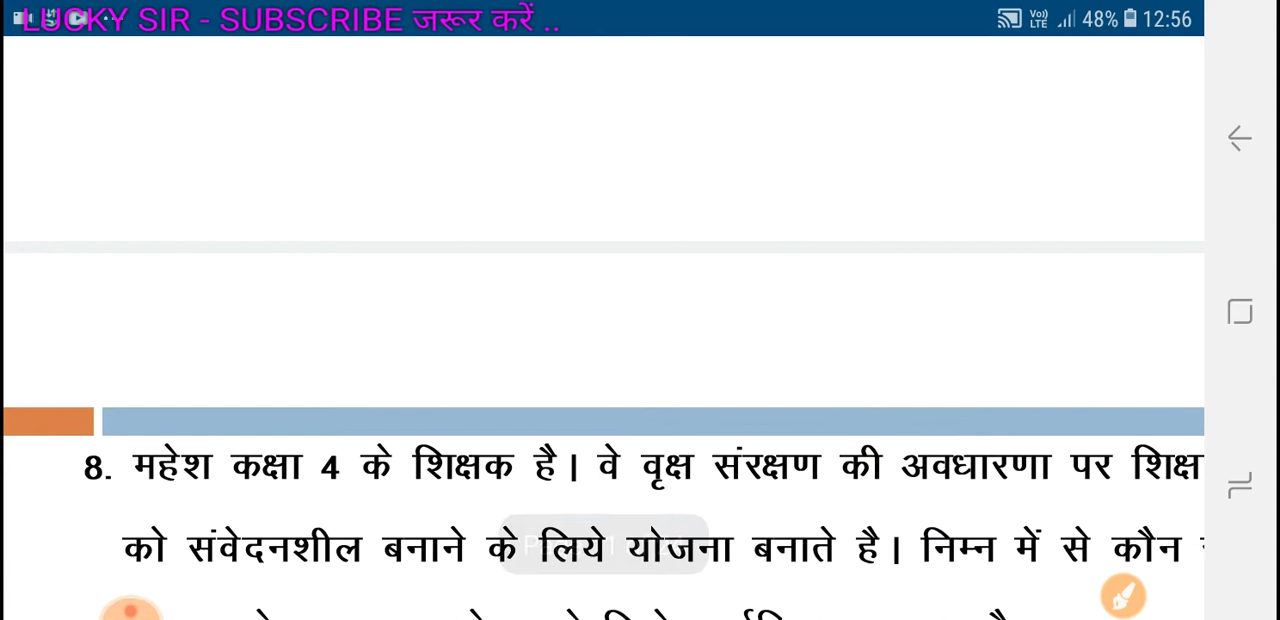 LUCKY SIR - SUBSCRIBE जरूर करें ..
48% 12:56
8. महेश कक्षा 4 के शिक्षक है। वे वृक्ष संरक्षण की अवधारणा पर
को संवेदनशील बनाने के लिये योजना बनाते है। निम्न में से कौन